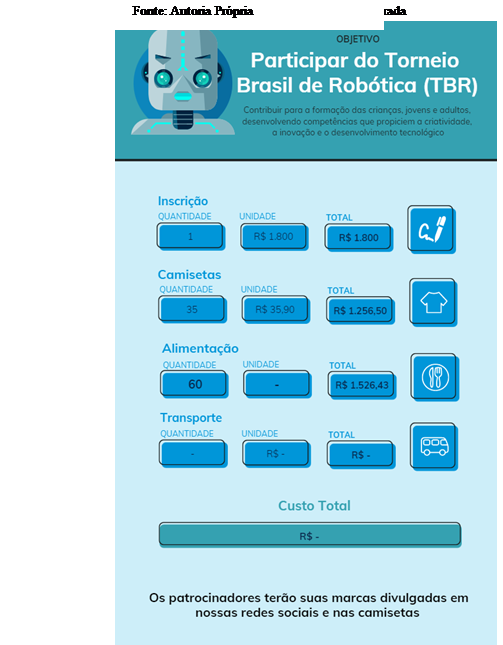 Fonte: Autoria Própria cada
OBJETIVO
Participar do Torneio
Brasil de Robótica (TBR)
Contribuir para a formação das crianças, jovens e adultos,
desenvolvendo competências que propiciem a criatividade,
a inovação e o desenvolvimento tecnológico
Inscrição
QUANTIDADE UNIDADE TOTAL
1 R$ 1.800 R$ 1.800
Camisetas
QUANTIDADE UNIDADE TOTAL
35 R$ 35,90 R$ 1.256,50
Alimentação
QUANTIDADE UNIDADE TOTAL
60 - R$ 1.526,43
Transporte
QUANTIDADE UNIDADE TOTAL
- R$ - R$ -
Custo Total
R$ -
Os patrocinadores terão suas marcas divulgadas em
nossas redes sociais e nas camisetas